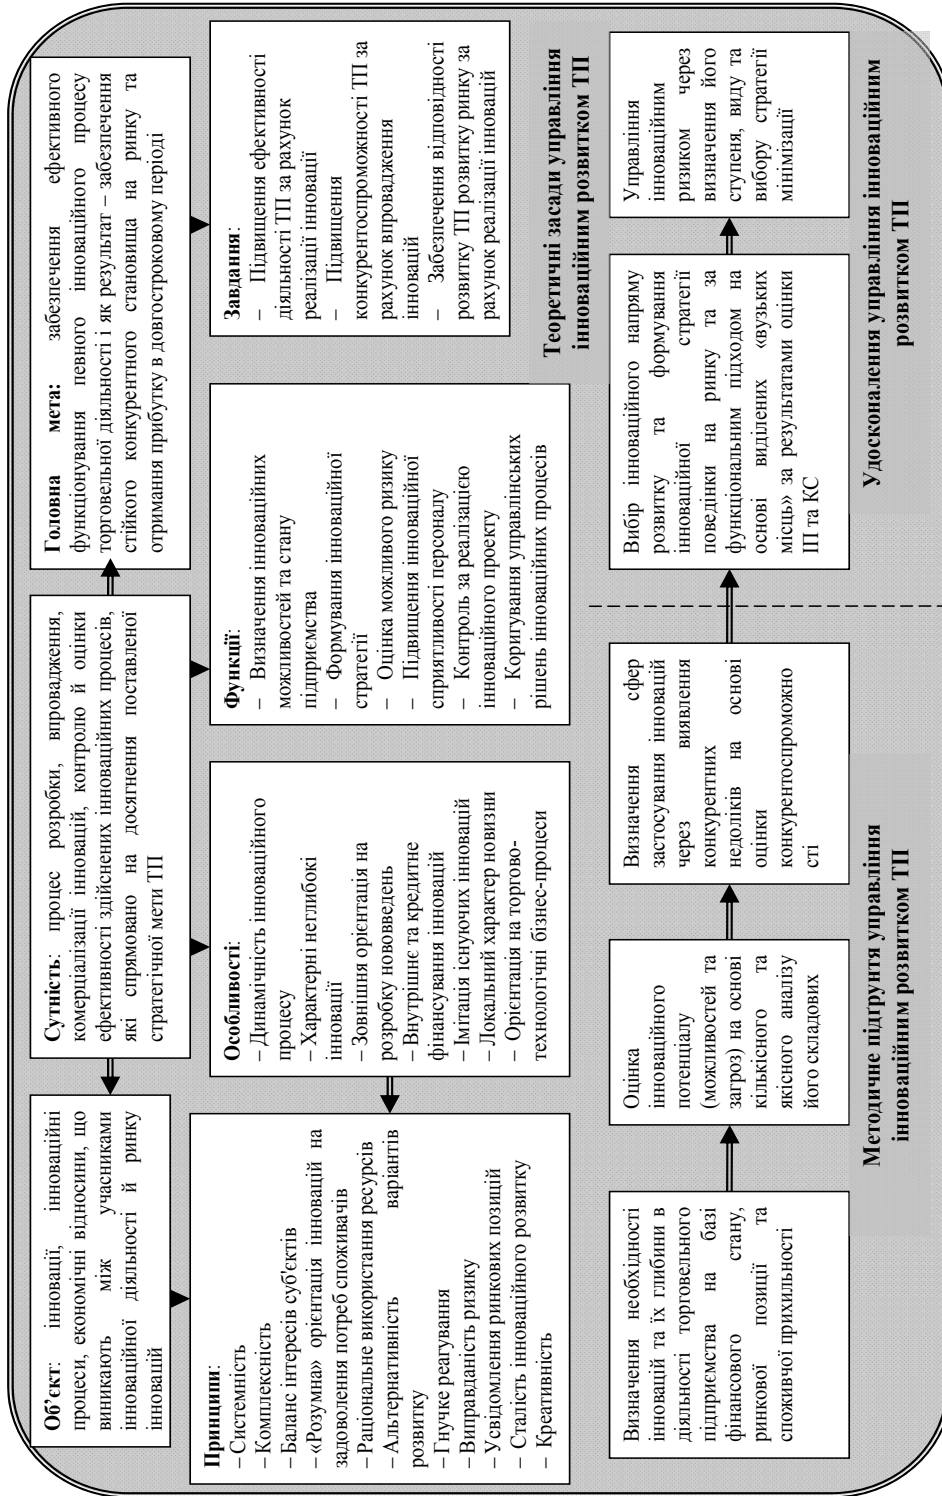 Об’єкт: інновації, інноваційні
процеси, економічні відносини, що
виникають між учасниками
інноваційної діяльності й ринку
інновацій
Сутність: процес розробки, впровадження,
комерціалізації інновацій, контролю й оцінки
ефективності здійснених інноваційних процесів,
які спрямовано на досягнення поставленої
стратегічної мети ТП
Головна мета: забезпечення ефективного
функціонування певного інноваційного процесу
торговельної діяльності і як результат – забезпечення
стійкого конкурентного становища на ринку та
отримання прибутку в довгостроковому періоді
Принципи:
– Системність
– Комплексність
– Баланс інтересів суб'єктів
– «Розумна» орієнтація інновацій на
задоволення потреб споживачів
– Раціональне використання ресурсів
– Альтернативність варіантів
розвитку
– Гнучке реагування
– Виправданість ризику
– Усвідомлення ринкових позицій
– Сталість інноваційного розвитку
– Креативність
Особливості:
– Динамічність інноваційного
процесу
– Характерні неглибокі
інновації
– Зовнішня орієнтація на
розробку нововведень
– Внутрішнє та кредитне
фінансування інновацій
– Імітація існуючих інновацій
– Локальний характер новизни
– Орієнтація на торгово-
технологічні бізнес-процеси
Функції:
– Визначення інноваційних
можливостей та стану
підприємства
– Формування інноваційної
стратегії
– Оцінка можливого ризику
– Підвищення інноваційної
сприятливості персоналу
– Контроль за реалізацією
інноваційного проекту
– Коригування управлінських
рішень інноваційних процесів
Завдання:
– Підвищення ефективності
діяльності ТП за рахунок
реалізації інновації
– Підвищення
конкурентоспроможності ТП за
рахунок впровадження
інновацій
– Забезпечення відповідності
розвитку ТП розвитку ринку за
рахунок реалізації інновацій
Теоретичні засади управління
інноваційним розвитком ТП
Визначення необхідності
інновацій та їх глибини в
діяльності торговельного
підприємства на базі
фінансового стану,
ринкової позиції та
споживчої прихильності
Оцінка
інноваційного
потенціалу
(можливостей та
загроз) на основі
кількісного та
якісного аналізу
його складових
Визначення сфер
застосування інновацій
через виявлення
конкурентних
недоліків на основі
оцінки
конкурентоспроможно
сті
Вибір інноваційного напряму
розвитку та формування
інноваційної стратегії
поведінки на ринку та за
функціональним підходом на
основі виділених «вузьких
місць» за результатами оцінки
ІП та КС
Управління
інноваційним
ризиком через
визначення його
ступеня, виду та
вибору стратегії
мінімізації
Методичне підґрунтя управління
інноваційним розвитком ТП
Удосконалення управління інноваційним
розвитком ТП